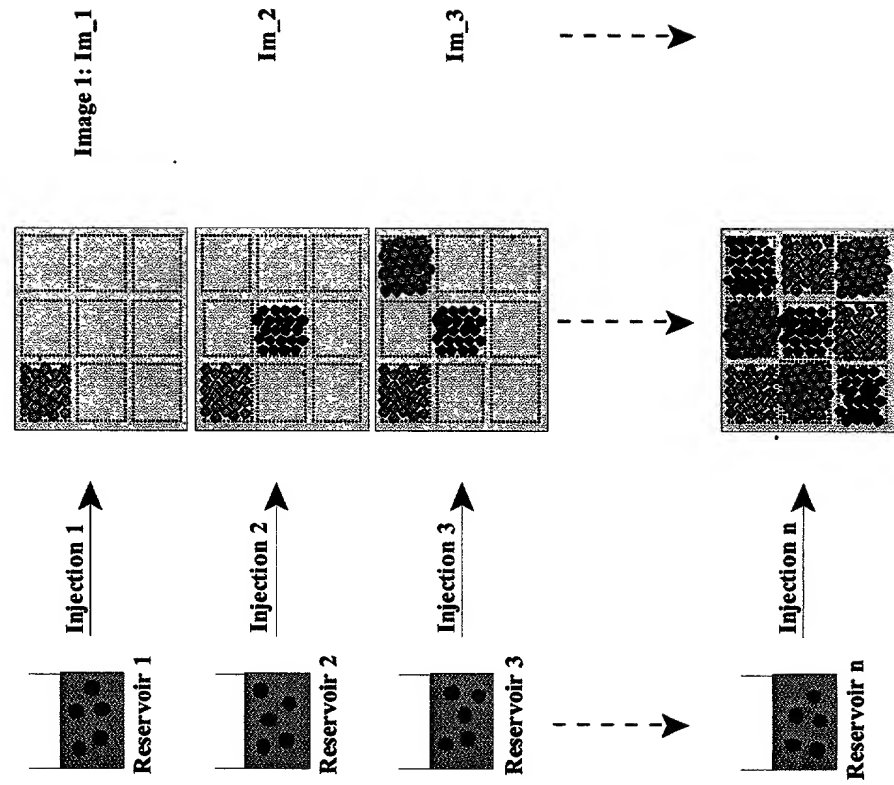 Reservoir 1
Injection 1
Image 1: Im_1
Reservoir 2
Injection 2
Im_2
Reservoir 3
Injection 3
Im_3
Reservoir n
Injection n